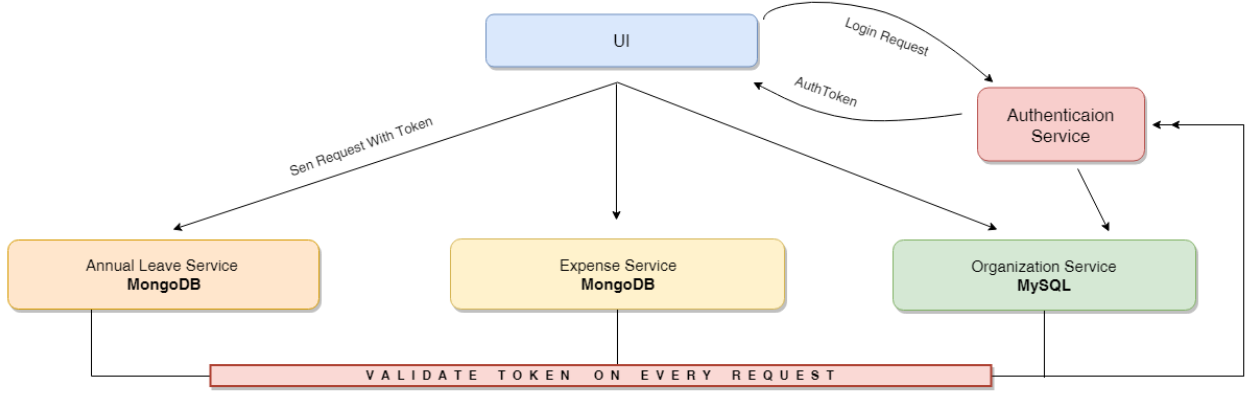 UI
Login Request
AuthToken
Authenticaion
Service
Sen Request With Token
Annual Leave Service
MongoDB
Expense Service
MongoDB
Organization Service
MySQL
VALIDATE TOKEN ON EVERY REQUEST